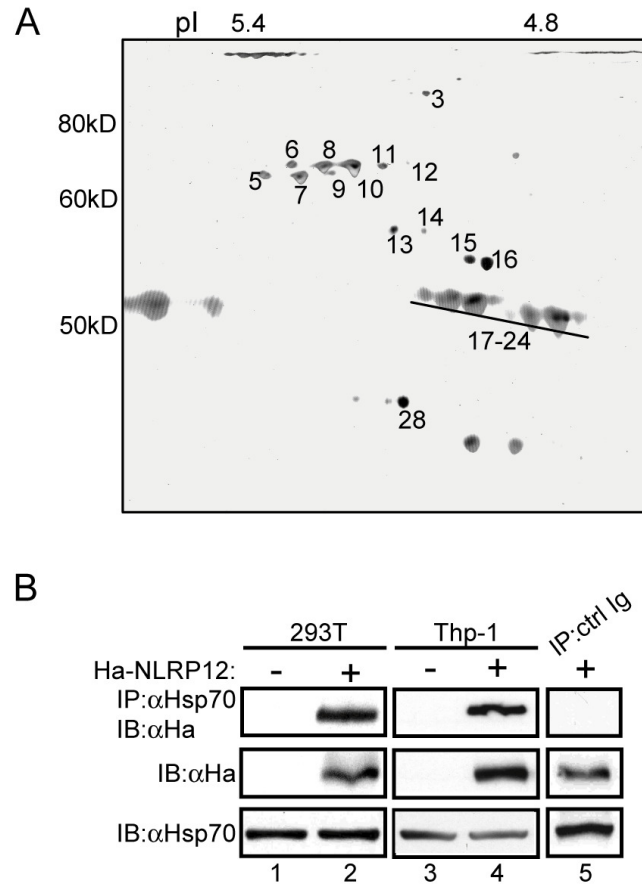 A
pI 5.4 4.8
3
80kD
6 8 11
5 7 9 10 12
60kD
14
13 15 16
50kD
17-24
28
B
293T Thp-1 IP:ctrl Ig
Ha-NLRP12: - + - + +
IP:αHsp70
IB:αHa
IB:αHa
IB:αHsp70
1 2 3 4 5